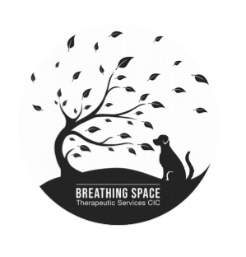 BREATHING SPACE
Therapeutic Services CIC